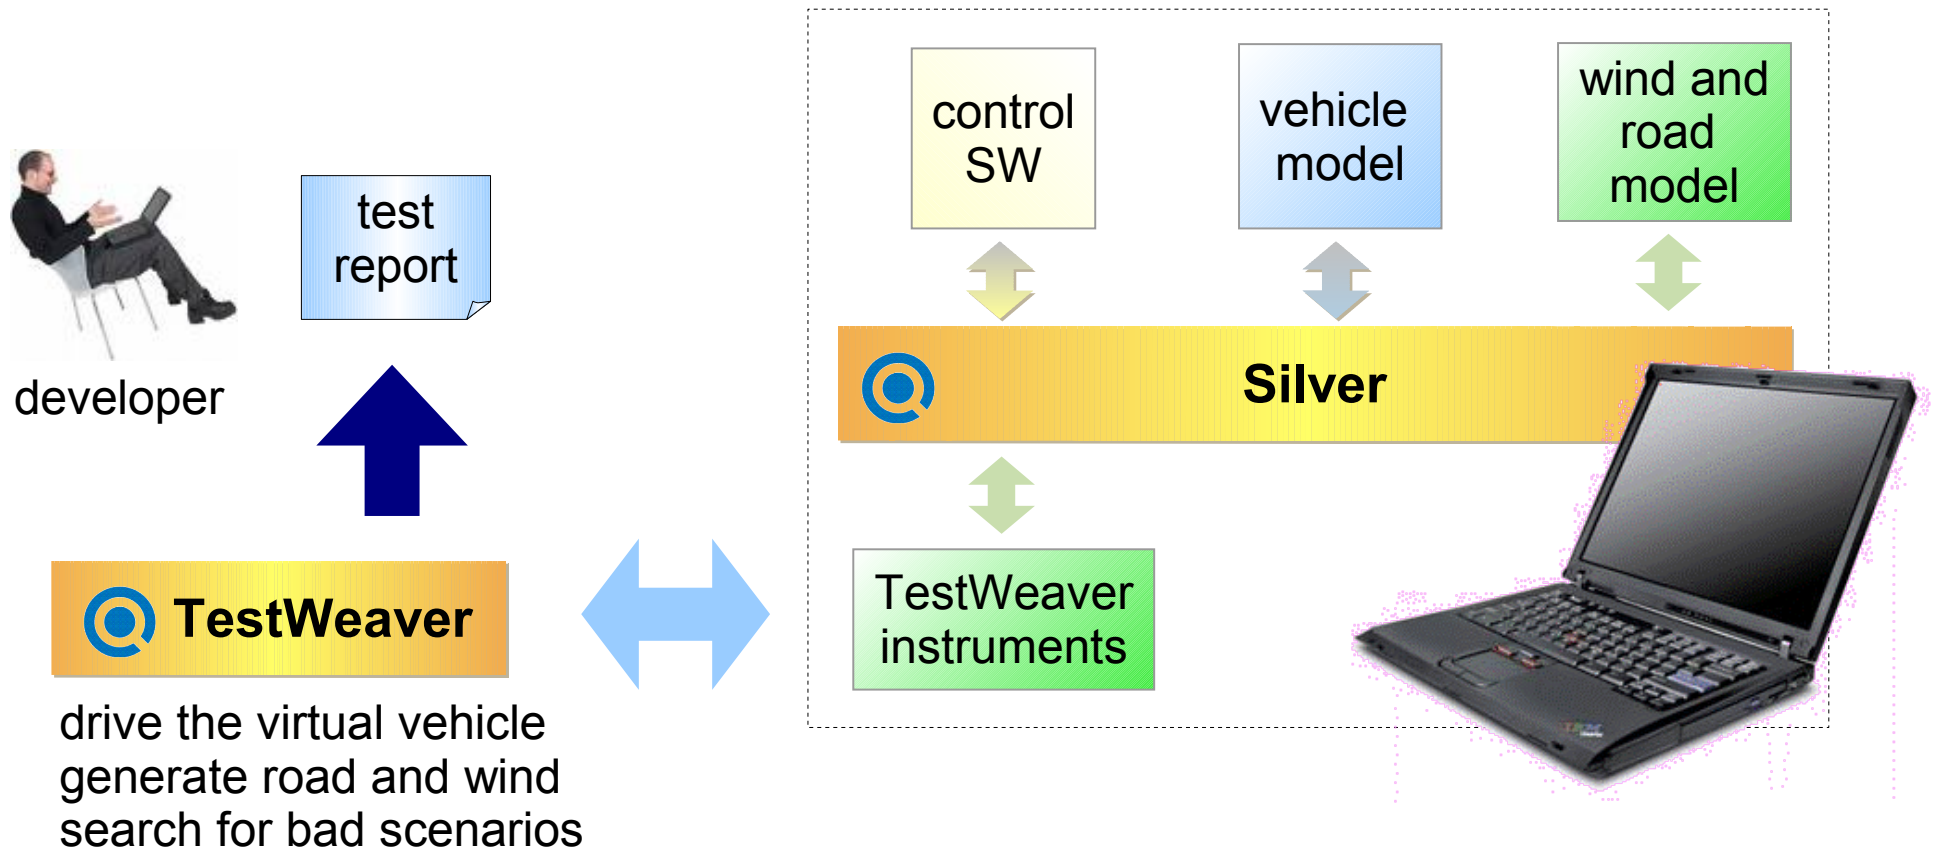 control
SW
vehicle
model
wind and
road
model
test
report
developer
Silver
TestWeaver
instruments
TestWeaver
drive the virtual vehicle
generate road and wind
search for bad scenarios